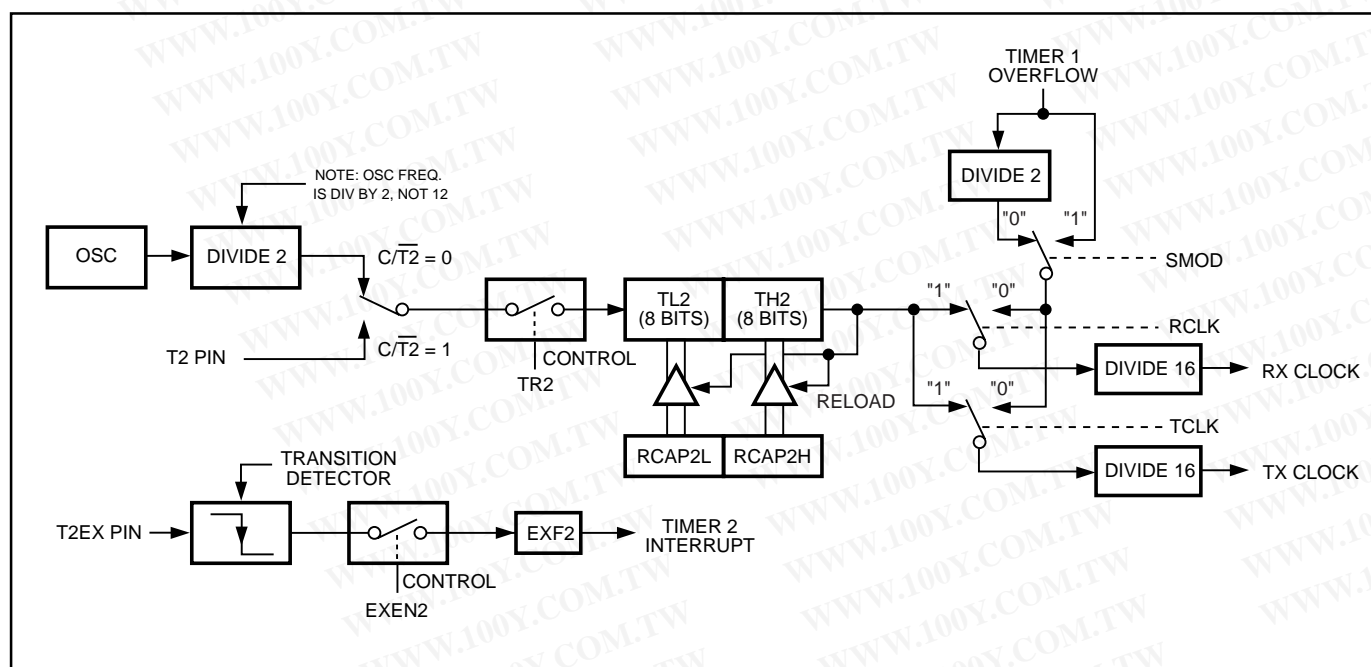 TIMER 1
OVERFLOW
DIVIDE 2
"0"
"1"
SMOD
NOTE: OSC FREQ.
IS DIV BY 2, NOT 12
OSC
DIVIDE 2
C/T2̅ = 0
T2 PIN
C/T2̅ = 1
CONTROL
TR2
TL2
(8 BITS)
TH2
(8 BITS)
RELOAD
RCAP2L
RCAP2H
"1"
"0"
RCLK
DIVIDE 16
RX CLOCK
"1"
"0"
TCLK
DIVIDE 16
TX CLOCK
TRANSITION
DETECTOR
T2EX PIN
CONTROL
EXEN2
EXF2
TIMER 2
INTERRUPT
WWW.100Y.COM.TW